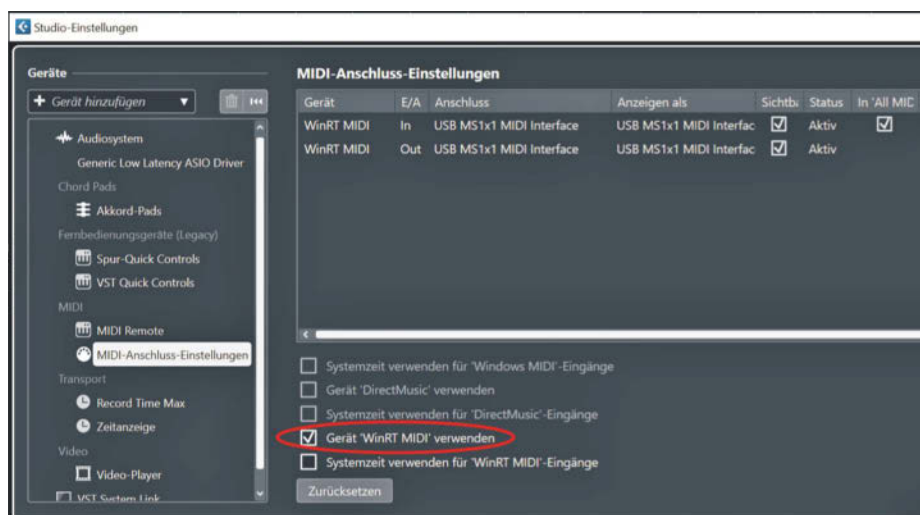 Studio-Einstellungen
Geräte
Gerät hinzufügen
Audiosystem
Generic Low Latency ASIO Driver
Chord Pads
Akkord-Pads
Fernbedienungsgeräte (Legacy)
Spur-Quick Controls
VST Quick Controls
MIDI
MIDI Remote
MIDI-Anschluss-Einstellungen
Transport
Record Time Max
Zeitanzeige
Video
Video-Player
VST System Link
MIDI-Anschluss-Einstellungen
Gerät E/A Anschluss Anzeigen als Sichtba Status In 'All MID
WinRT MIDI In USB MS1x1 MIDI Interface USB MS1x1 MIDI Interfac Aktiv
WinRT MIDI Out USB MS1x1 MIDI Interface USB MS1x1 MIDI Interfac Aktiv
Systemzeit verwenden für 'Windows MIDI'-Eingänge
Gerät 'DirectMusic' verwenden
Systemzeit verwenden für 'DirectMusic'-Eingänge
Gerät 'WinRT MIDI' verwenden
Systemzeit verwenden für 'WinRT MIDI'-Eingänge
Zurücksetzen